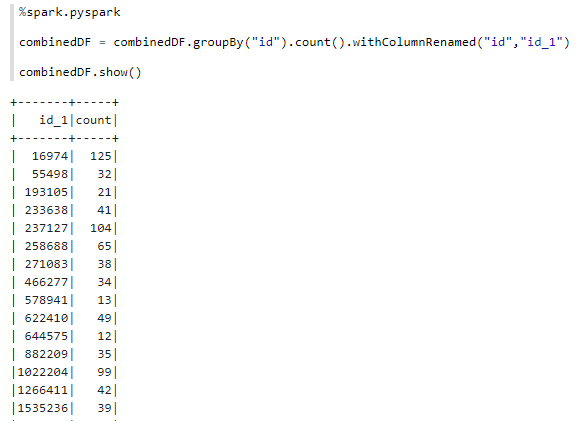 %spark.pyspark
combinedDF = combinedDF.groupBy("id").count().withColumnRenamed("id","id_1")
combinedDF.show()
+-------+-----+
|   id_1|count|
+-------+-----+
|  16974|  125|
|  55498|   32|
| 193105|   21|
| 233638|   41|
| 237127|  104|
| 258688|   65|
| 271083|   38|
| 466277|   34|
| 578941|   13|
| 622410|   49|
| 644575|   12|
| 882209|   35|
|1022204|   99|
|1266411|   42|
|1535236|   39|